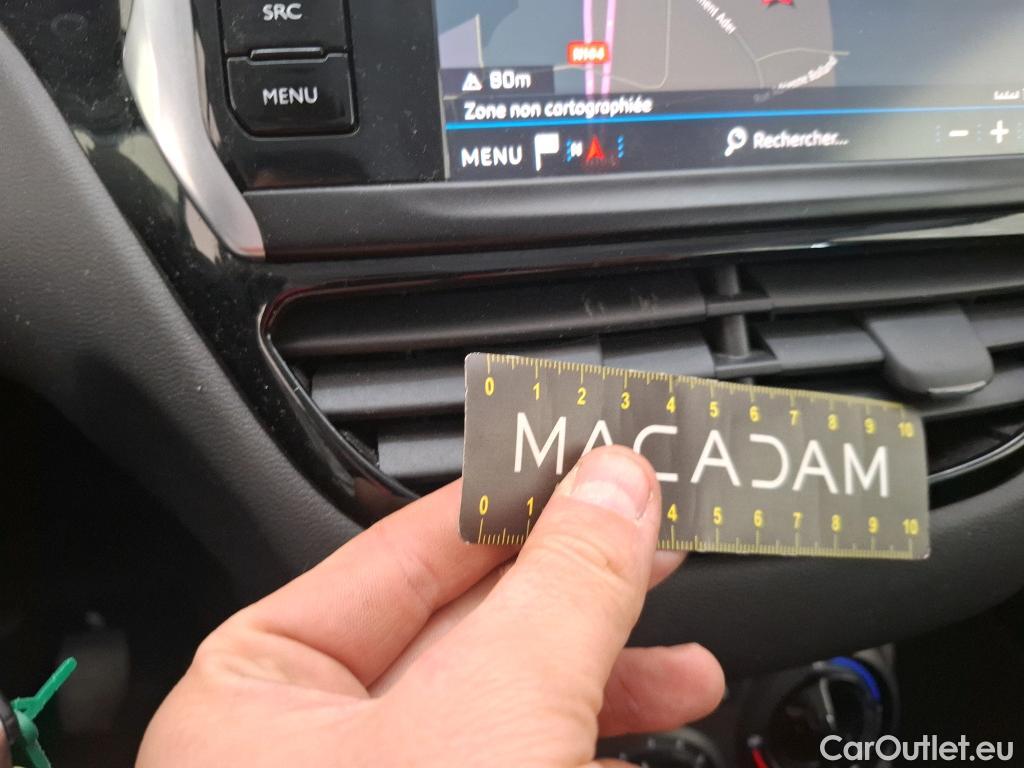 SRC
MENU
N104
80m
Zone non cartographiée
MENU
N
Rechercher...
- +
0 1 2 3 4 5 6 7 8 9 10
MACADAM
0 1 4 5 6 7 8 9 10
CarOutlet.eu